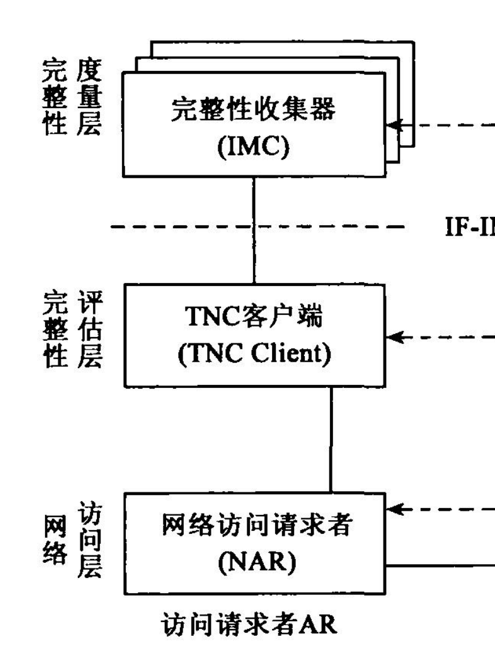 完整性
度量层
完整性收集器
(IMC)
IF-IM
完整性
评估层
TNC客户端
(TNC Client)
网络
访问层
网络访问请求者
(NAR)
访问请求者AR